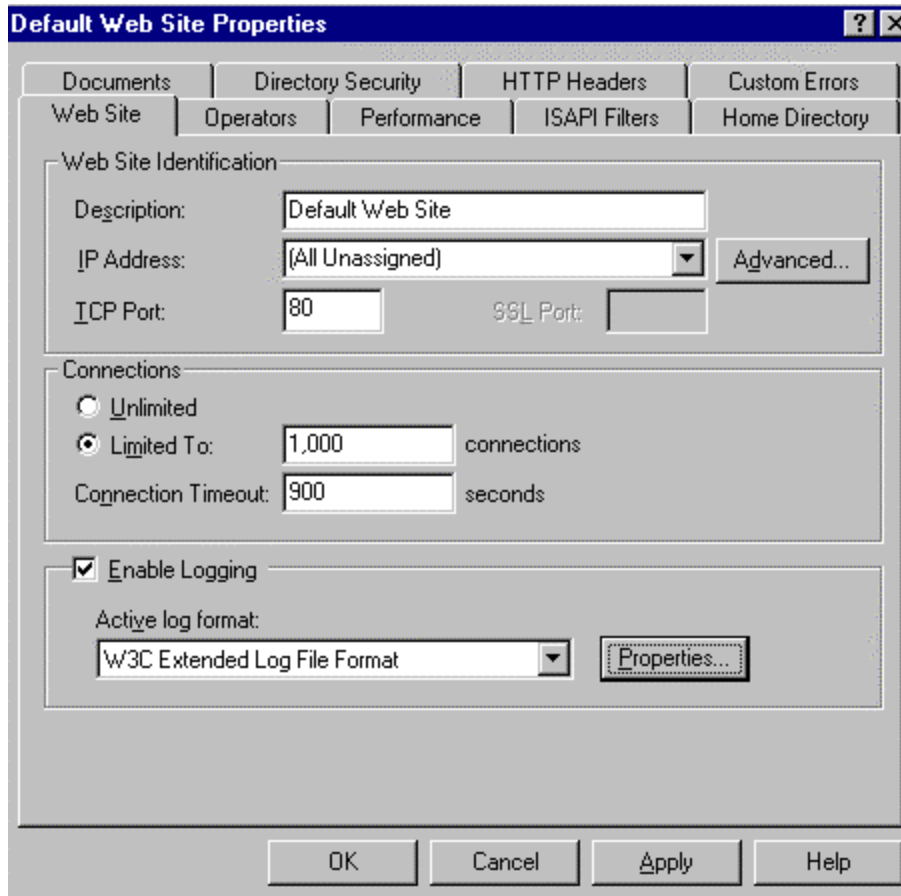 Default Web Site Properties ? ×
Documents Directory Security HTTP Headers Custom Errors
Web Site Operators Performance ISAPI Filters Home Directory
Web Site Identification
Description: Default Web Site
IP Address: (All Unassigned) Advanced...
TCP Port: 80 SSL Port:
Connections
Unlimited
Limited To: 1,000 connections
Connection Timeout: 900 seconds
Enable Logging
Active log format:
W3C Extended Log File Format Properties...
OK Cancel Apply Help